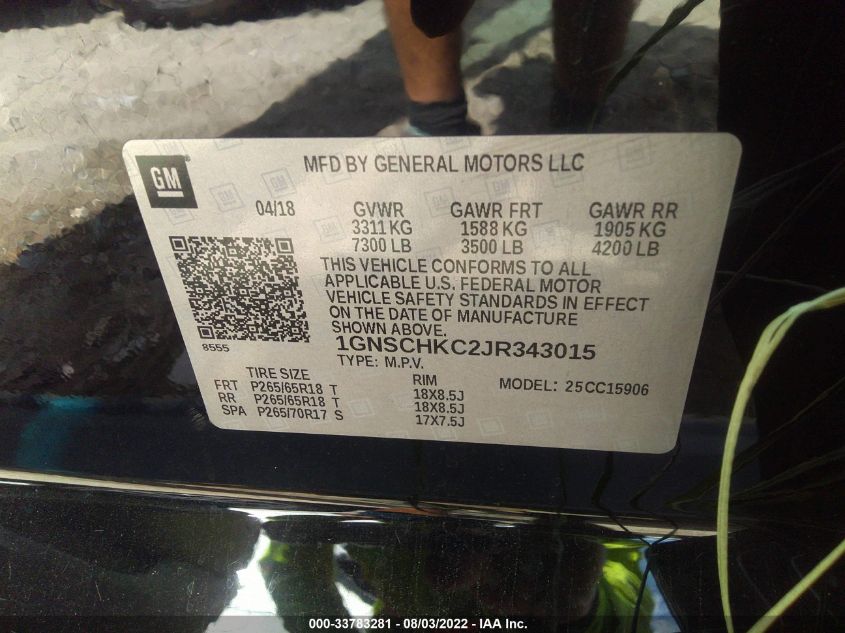 GM
MFD BY GENERAL MOTORS LLC
04/18 GVWR GAWR FRT GAWR RR
3311 KG 1588 KG 1905 KG
7300 LB 3500 LB 4200 LB
THIS VEHICLE CONFORMS TO ALL
APPLICABLE U.S. FEDERAL MOTOR
VEHICLE SAFETY STANDARDS IN EFFECT
ON THE DATE OF MANUFACTURE
SHOWN ABOVE.
8555 1GNSCHKC2JR343015
TYPE: M.P.V.
TIRE SIZE RIM MODEL: 25CC15906
FRT P265/65R18 T 18X8.5J
RR P265/65R18 T 18X8.5J
SPA P265/70R17 S 17X7.5J
000-33783281 - 08/03/2022 - IAA Inc.